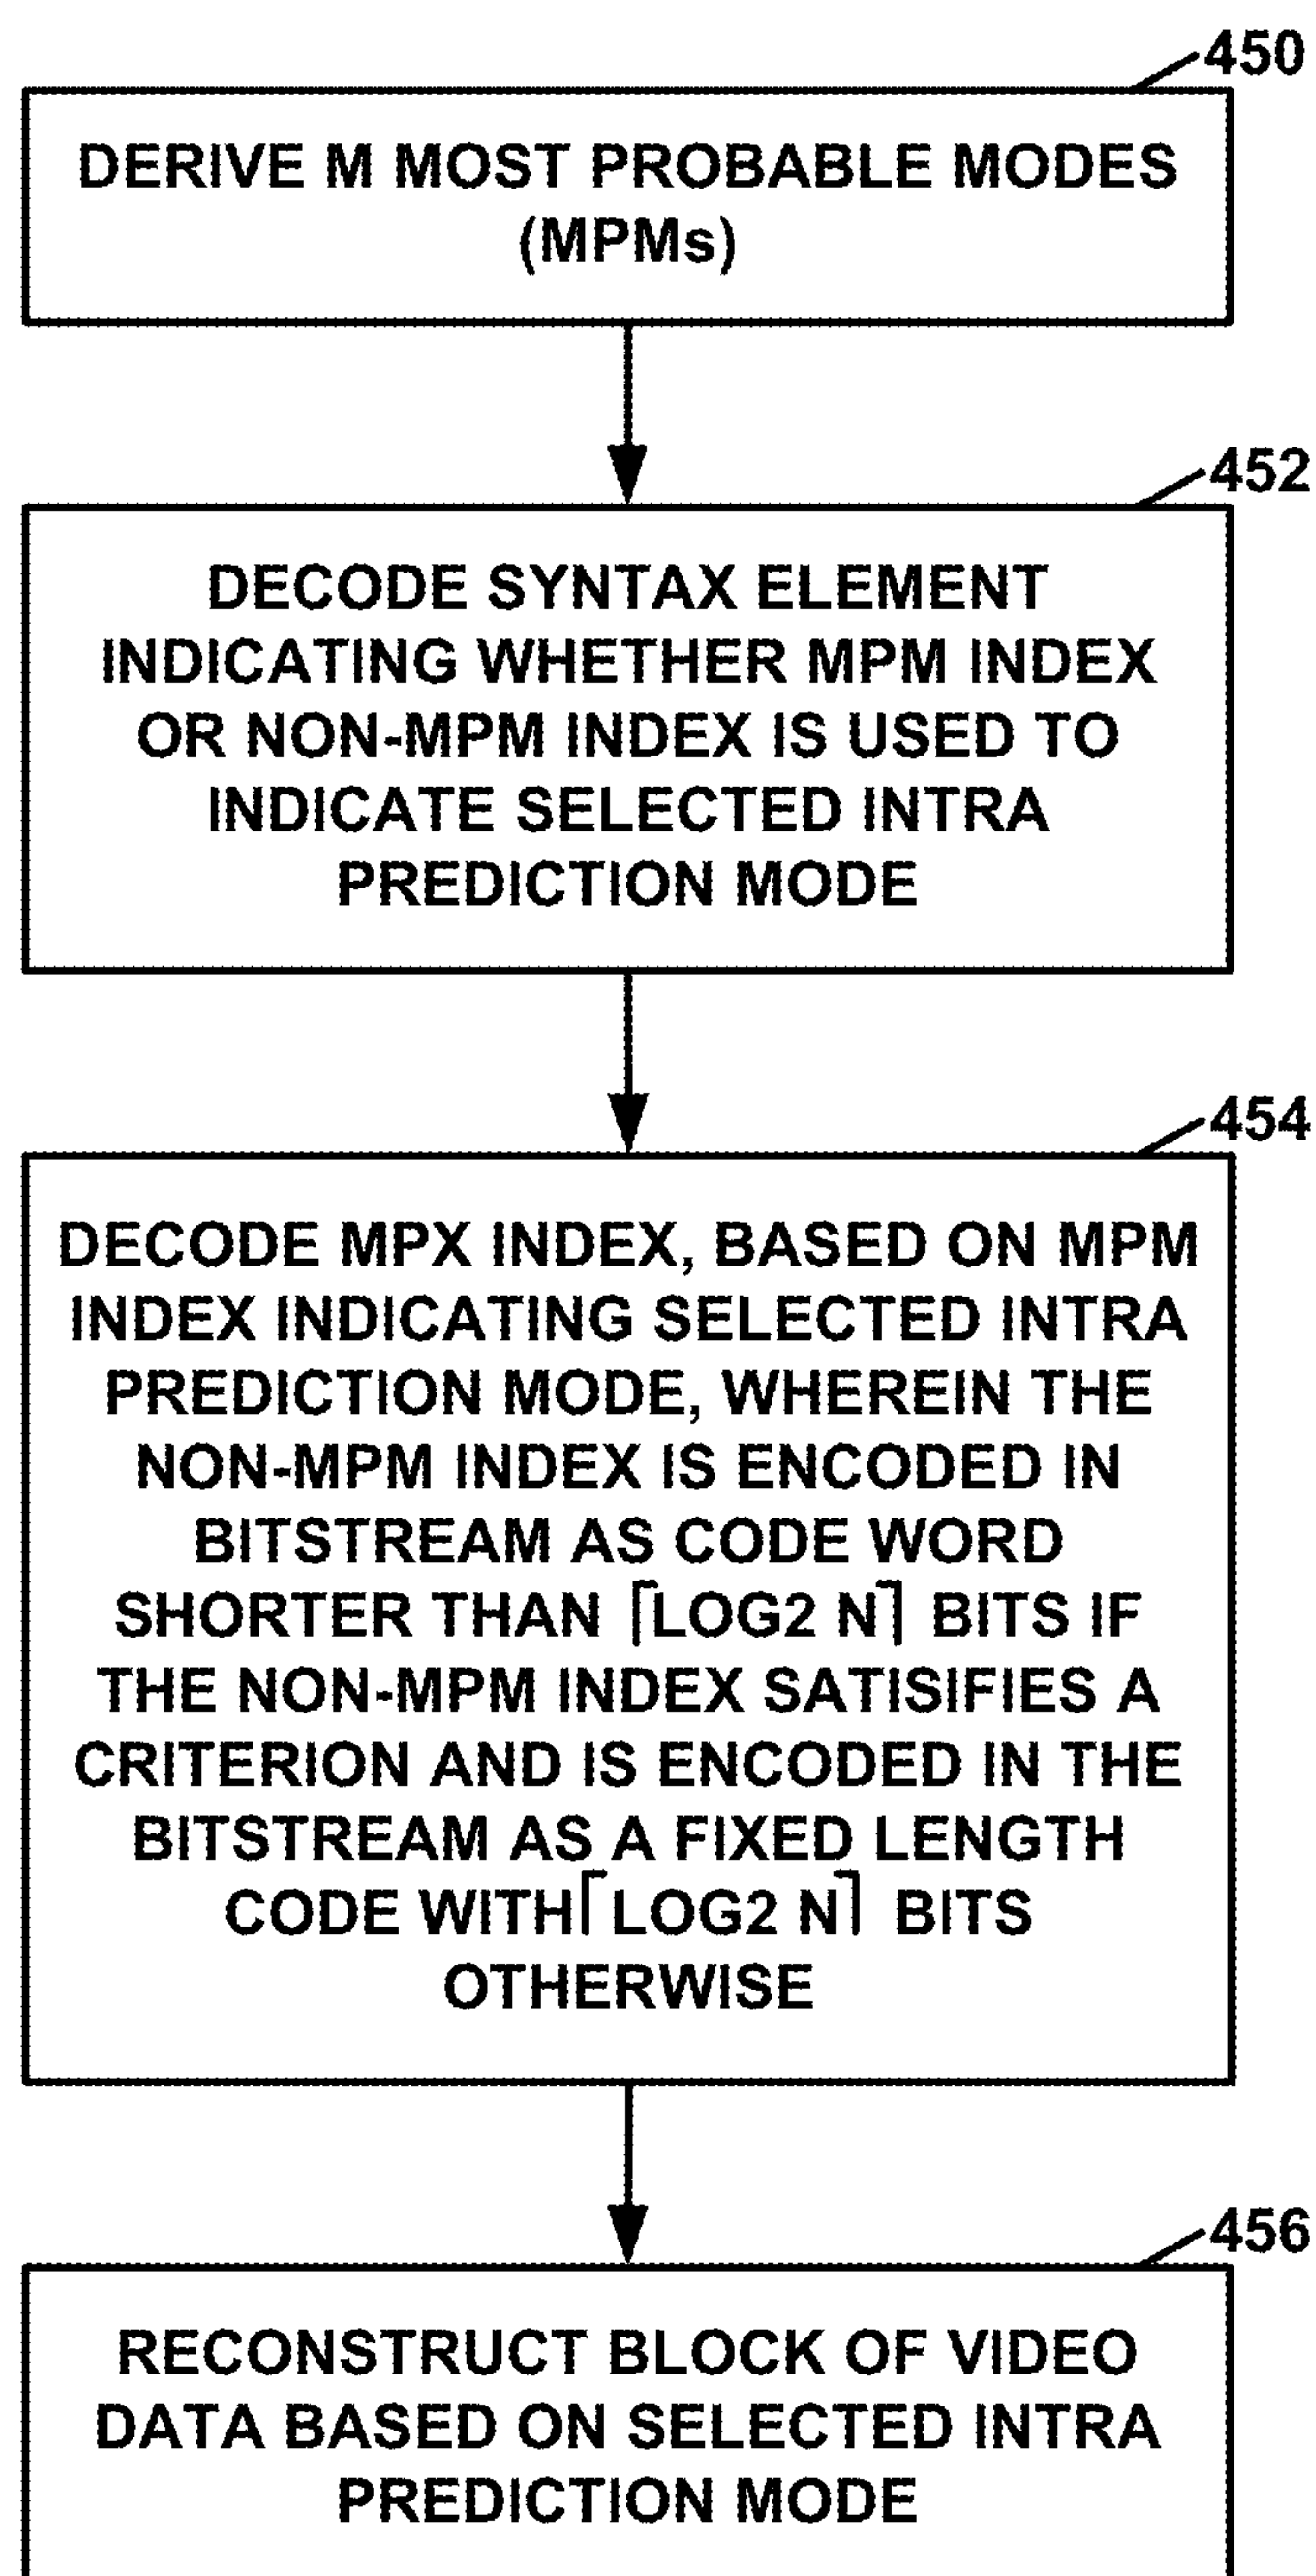 450
DERIVE M MOST PROBABLE MODES
(MPMs)
452
DECODE SYNTAX ELEMENT
INDICATING WHETHER MPM INDEX
OR NON-MPM INDEX IS USED TO
INDICATE SELECTED INTRA
PREDICTION MODE
454
DECODE MPX INDEX, BASED ON MPM
INDEX INDICATING SELECTED INTRA
PREDICTION MODE, WHEREIN THE
NON-MPM INDEX IS ENCODED IN
BITSTREAM AS CODE WORD
SHORTER THAN ⌈LOG2 N⌉ BITS IF
THE NON-MPM INDEX SATISIFIES A
CRITERION AND IS ENCODED IN THE
BITSTREAM AS A FIXED LENGTH
CODE WITH⌈LOG2 N⌉ BITS
OTHERWISE
456
RECONSTRUCT BLOCK OF VIDEO
DATA BASED ON SELECTED INTRA
PREDICTION MODE